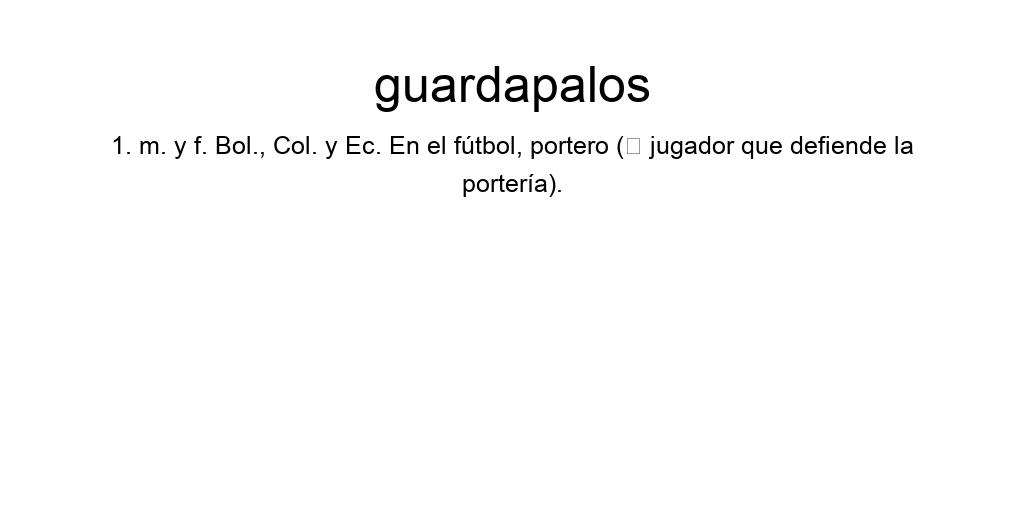 guardapalos
1. m. y f. Bol., Col. y Ec. En el fútbol, portero (□ jugador que defiende la
portería).